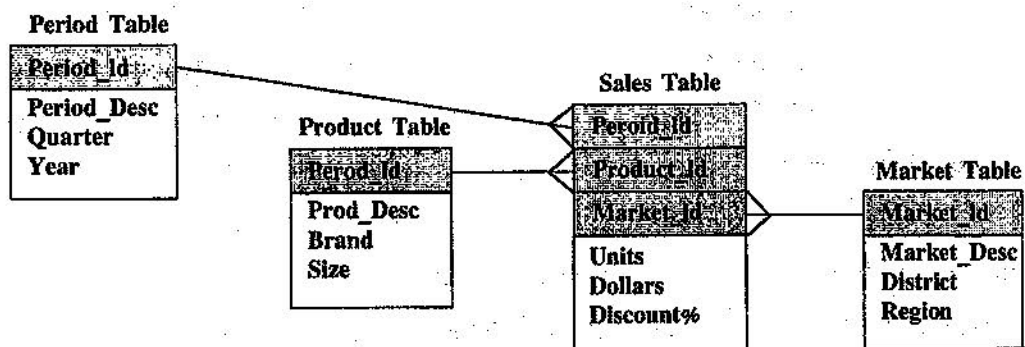 Period Table
Period_Id
Period_Desc
Quarter
Year
Product Table
Perod_Id
Prod_Desc
Brand
Size
Sales Table
Peroid_Id
Product_Id
Market_Id
Units
Dollars
Discount%
Market Table
Market_Id
Market_Desc
District
Region